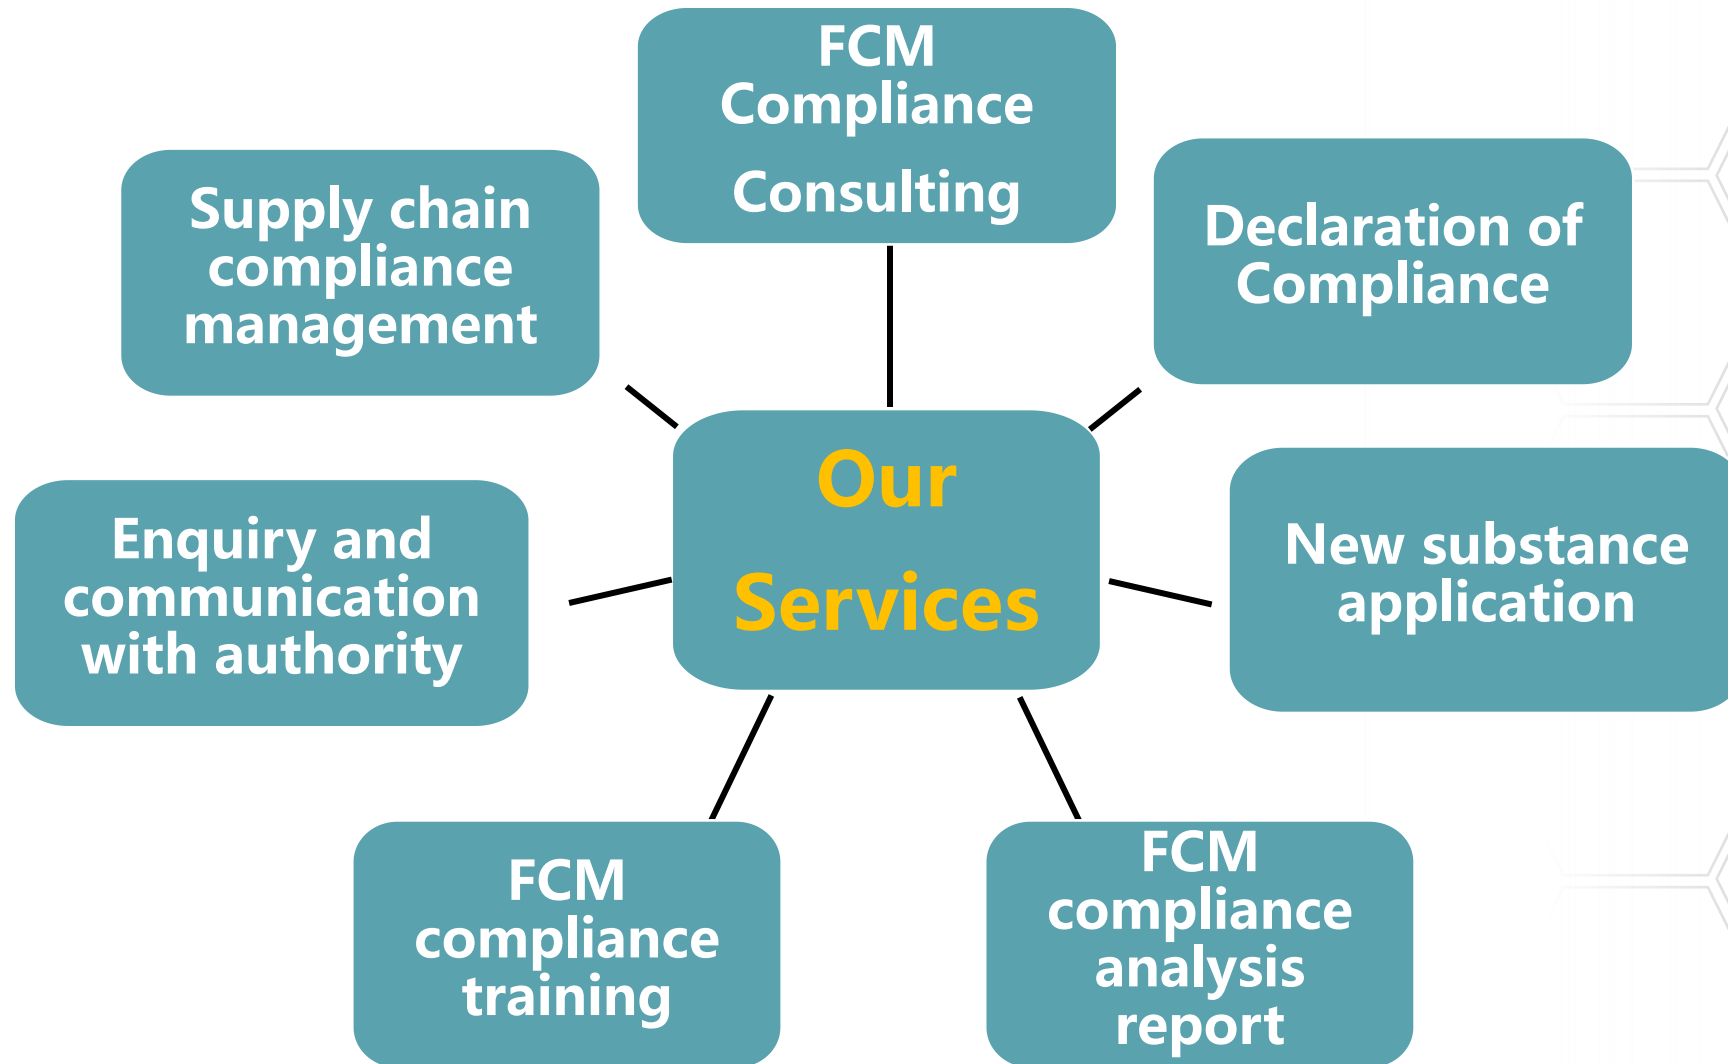 FCM
Compliance
Consulting
Supply chain
compliance
management
Declaration of
Compliance
Our
Services
Enquiry and
communication
with authority
New substance
application
FCM
compliance
training
FCM
compliance
analysis
report